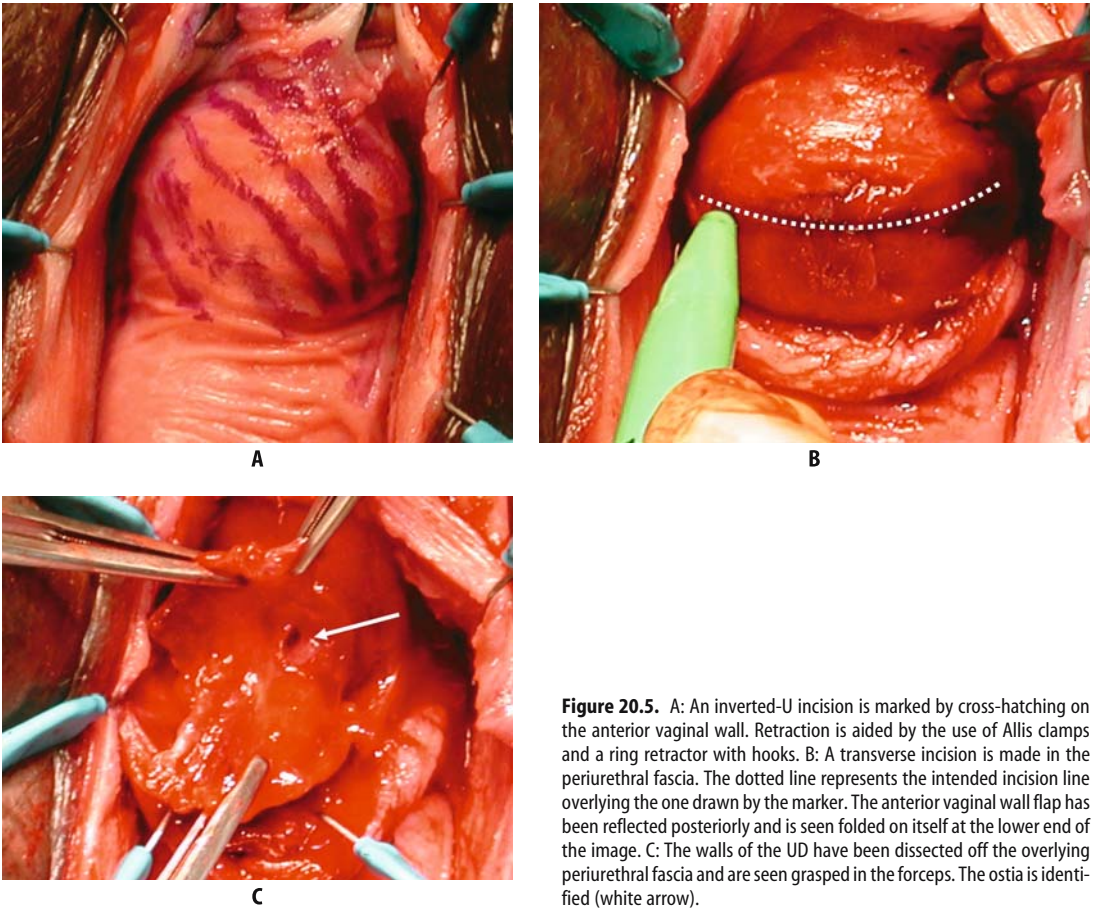 A
B
C
Figure 20.5. A: An inverted-U incision is marked by cross-hatching on
the anterior vaginal wall. Retraction is aided by the use of Allis clamps
and a ring retractor with hooks. B: A transverse incision is made in the
periurethral fascia. The dotted line represents the intended incision line
overlying the one drawn by the marker. The anterior vaginal wall flap has
been reflected posteriorly and is seen folded on itself at the lower end of
the image. C: The walls of the UD have been dissected off the overlying
periurethral fascia and are seen grasped in the forceps. The ostia is identi-
fied (white arrow).